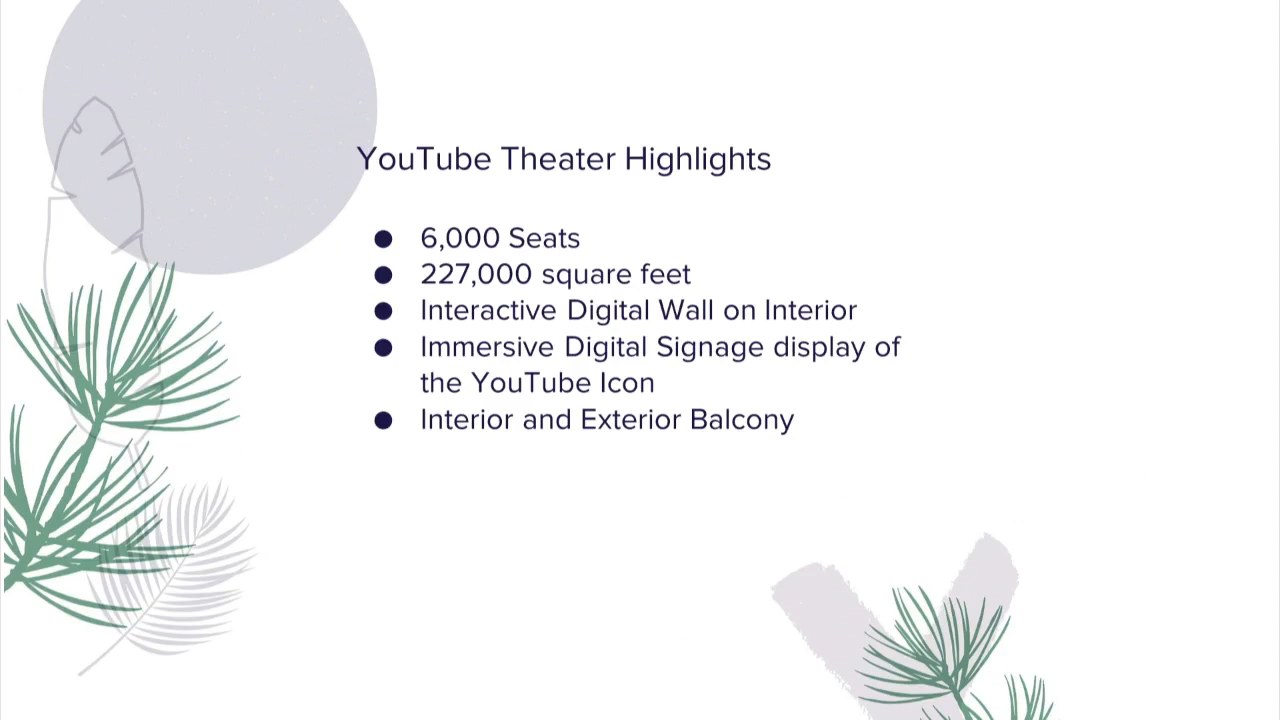 YouTube Theater Highlights
● 6,000 Seats
● 227,000 square feet
● Interactive Digital Wall on Interior
● Immersive Digital Signage display of
the YouTube Icon
● Interior and Exterior Balcony